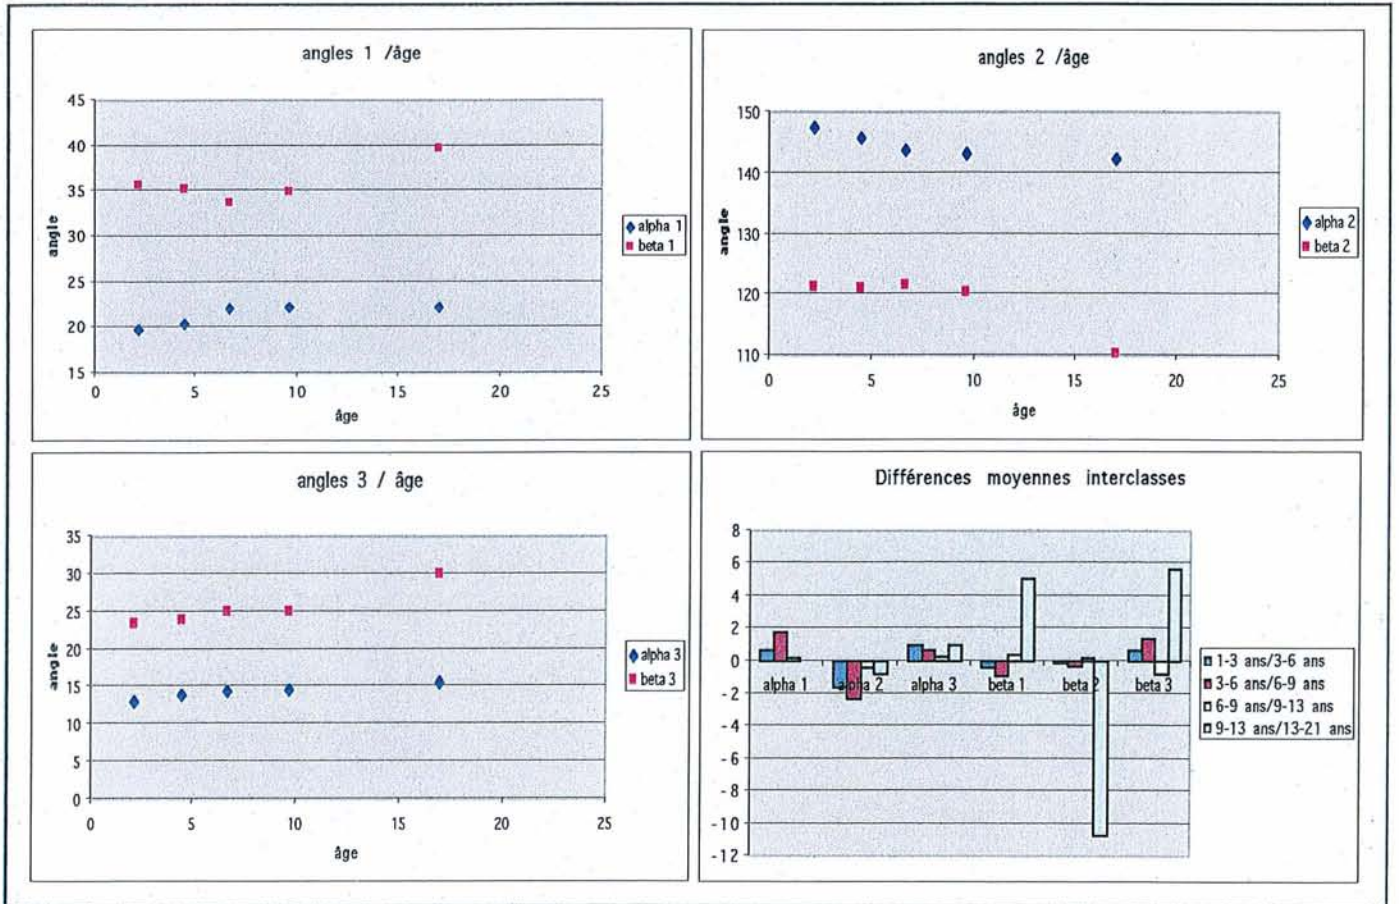 angles 1 /âge
45
40
35
30
25
20
15
0 5 10 15 20 25
angle
âge
alpha 1
beta 1
angles 2 /âge
150
140
130
120
110
0 5 10 15 20 25
angle
âge
alpha 2
beta 2
angles 3 / âge
35
30
25
20
15
10
5
0
0 5 10 15 20 25
angle
âge
alpha 3
beta 3
Différences moyennes interclasses
8
6
4
2
0
-2
-4
-6
-8
-10
-12
alpha 1 alpha 2 alpha 3 beta 1 beta 2 beta 3
1-3 ans/3-6 ans
3-6 ans/6-9 ans
6-9 ans/9-13 ans
9-13 ans/13-21 ans